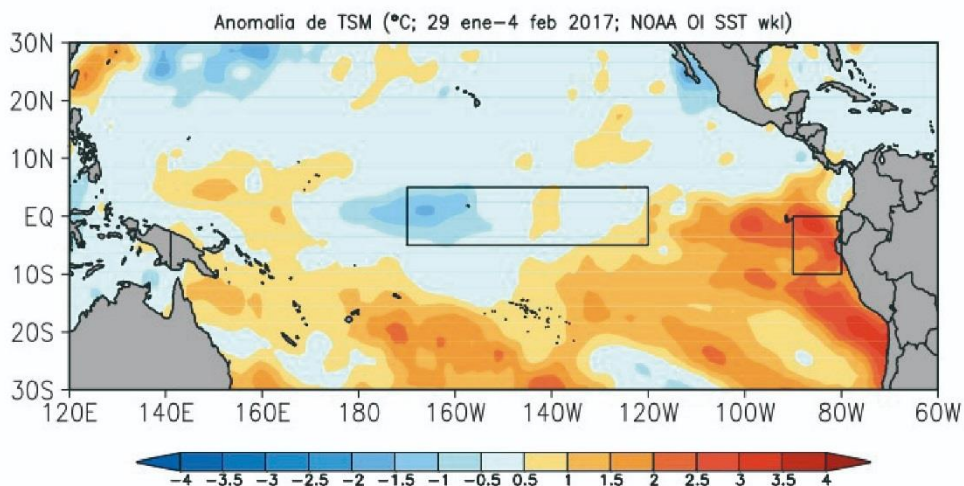 Anomalia de TSM (°C; 29 ene-4 feb 2017; NOAA OI SST wkl)
30N
20N
10N
EQ
10S
20S
30S
120E 140E 160E 180 160W 140W 120W 100W 80W 60W
-4 -3.5 -3 -2.5 -2 -1.5 -1 -0.5 0.5 1 1.5 2 2.5 3 3.5 4